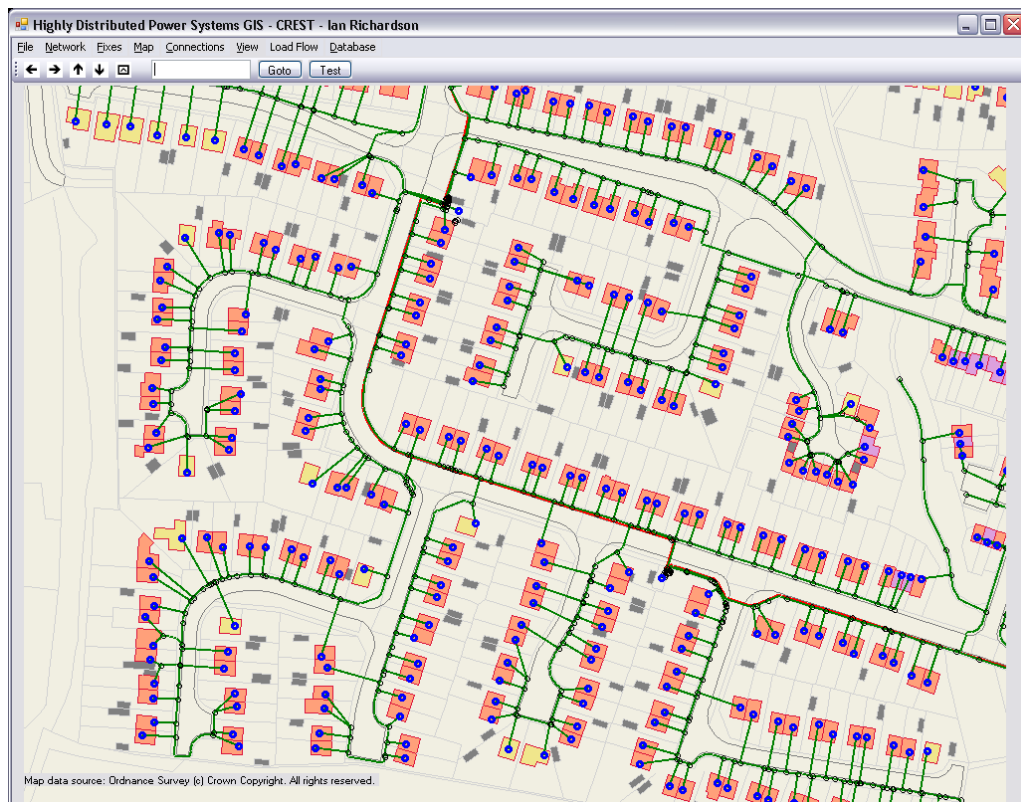 Highly Distributed Power Systems GIS - CREST - Ian Richardson
File Network Fixes Map Connections View Load Flow Database
Goto Test
Map data source: Ordnance Survey (c) Crown Copyright. All rights reserved.